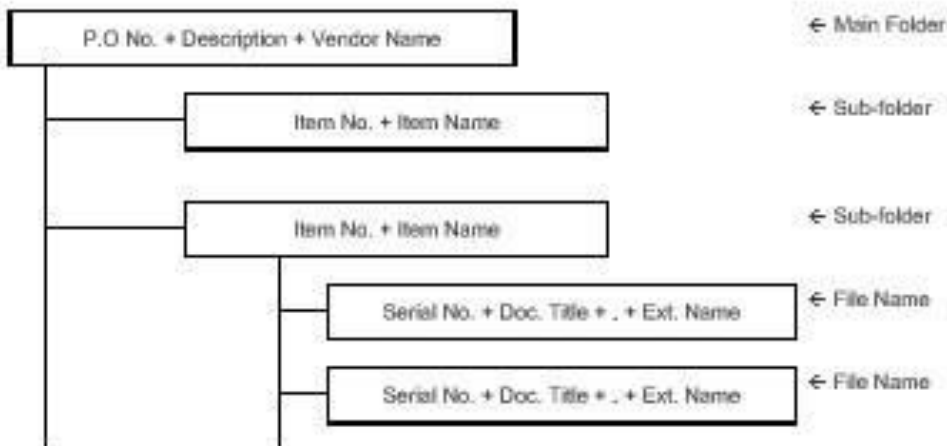 P.O No. + Description + Vendor Name ← Main Folder
Item No. + Item Name ← Sub-folder
Item No. + Item Name ← Sub-folder
Serial No. + Doc. Title + . + Ext. Name ← File Name
Serial No. + Doc. Title + . + Ext. Name ← File Name